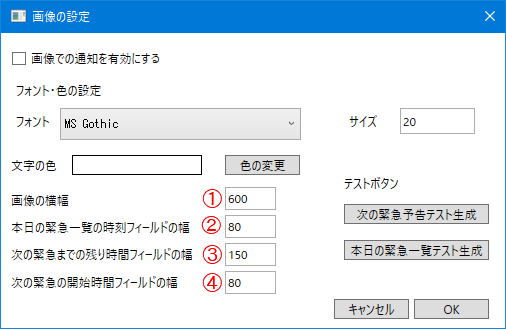 画像の設定
画像での通知を有効にする
フォント・色の設定
フォント MS Gothic サイズ 20
文字の色 色の変更
テストボタン
画像の横幅 ① 600
本日の緊急一覧の時刻フィールドの幅 ② 80 次の緊急予告テスト生成
次の緊急までの残り時間フィールドの幅 ③ 150 本日の緊急一覧テスト生成
次の緊急の開始時間フィールドの幅 ④ 80
キャンセル OK